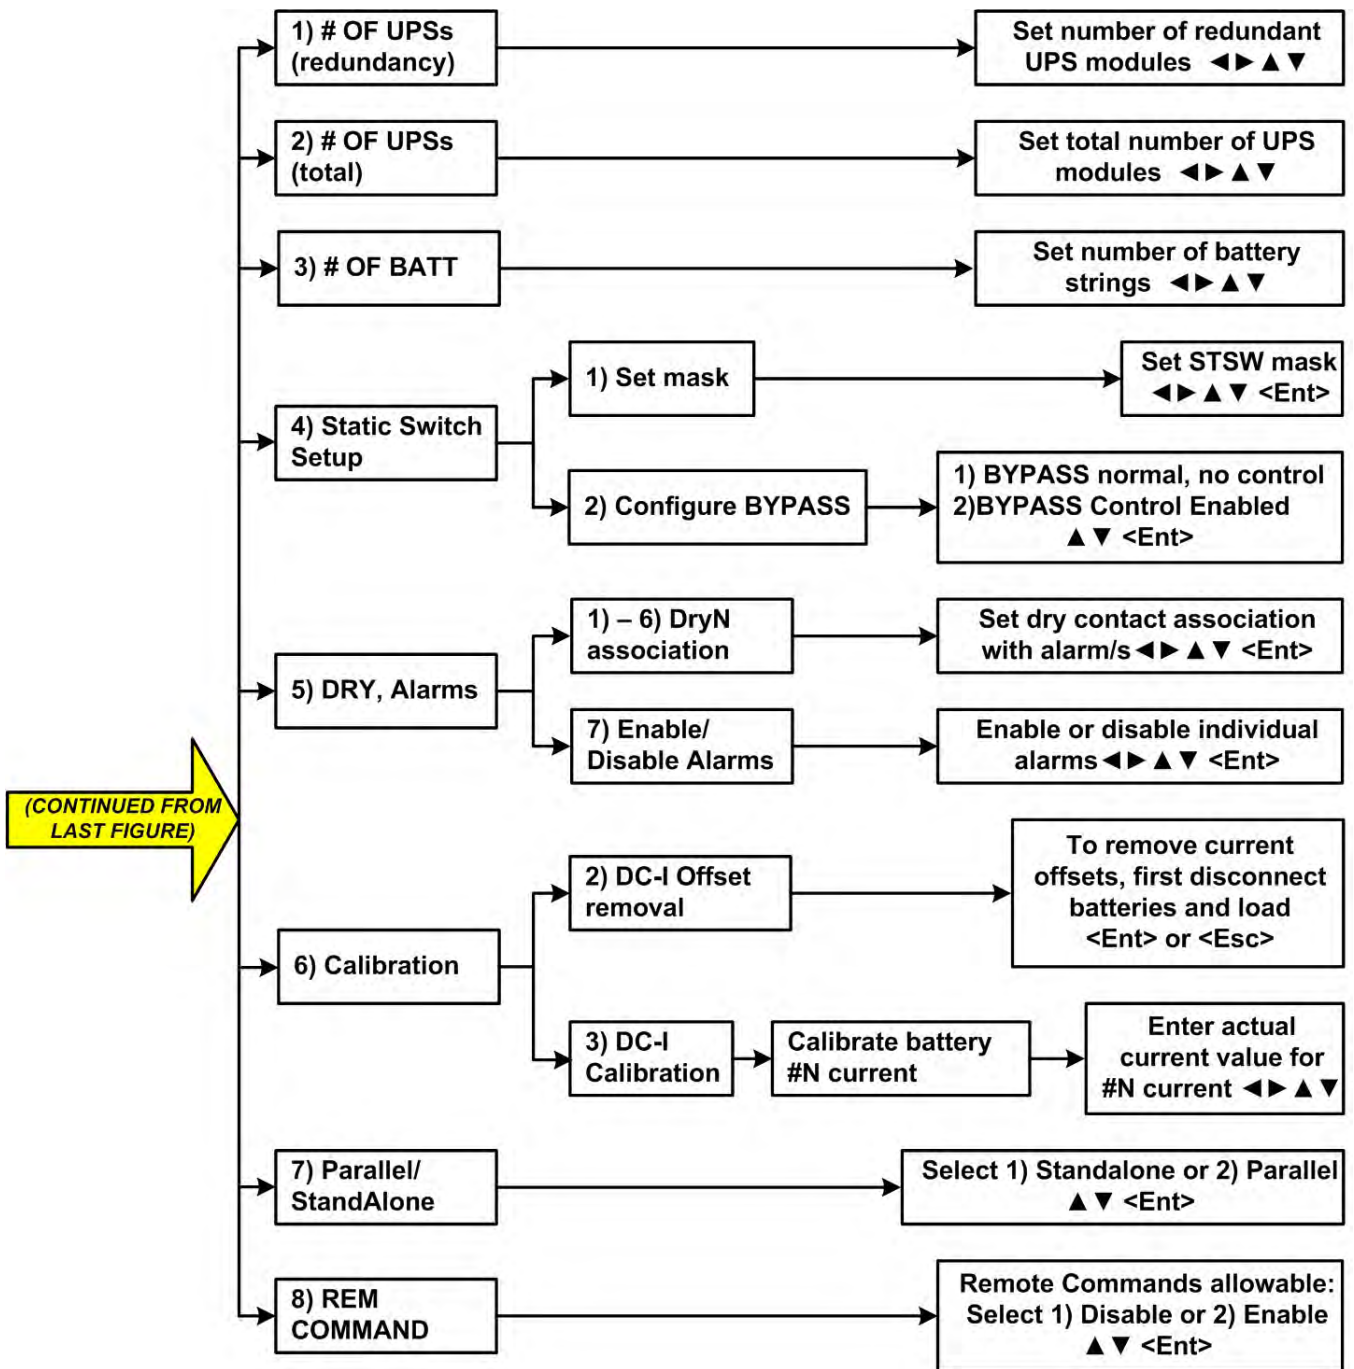 1) # OF UPSs
(redundancy)
Set number of redundant
UPS modules ◄► ▲ ▼
2) # OF UPSs
(total)
Set total number of UPS
modules ◄► ▲ ▼
3) # OF BATT
Set number of battery
strings ◄► ▲ ▼
4) Static Switch
Setup
1) Set mask
Set STSW mask
◄► ▲ ▼ <Ent>
2) Configure BYPASS
1) BYPASS normal, no control
2)BYPASS Control Enabled
▲ ▼ <Ent>
5) DRY, Alarms
1) – 6) DryN
association
Set dry contact association
with alarm/s◄► ▲ ▼ <Ent>
7) Enable/
Disable Alarms
Enable or disable individual
alarms◄► ▲ ▼ <Ent>
(CONTINUED FROM
LAST FIGURE)
6) Calibration
2) DC-I Offset
removal
To remove current
offsets, first disconnect
batteries and load
<Ent> or <Esc>
3) DC-I
Calibration
Calibrate battery
#N current
Enter actual
current value for
#N current ◄► ▲ ▼
7) Parallel/
StandAlone
Select 1) Standalone or 2) Parallel
▲ ▼ <Ent>
8) REM
COMMAND
Remote Commands allowable:
Select 1) Disable or 2) Enable
▲ ▼ <Ent>